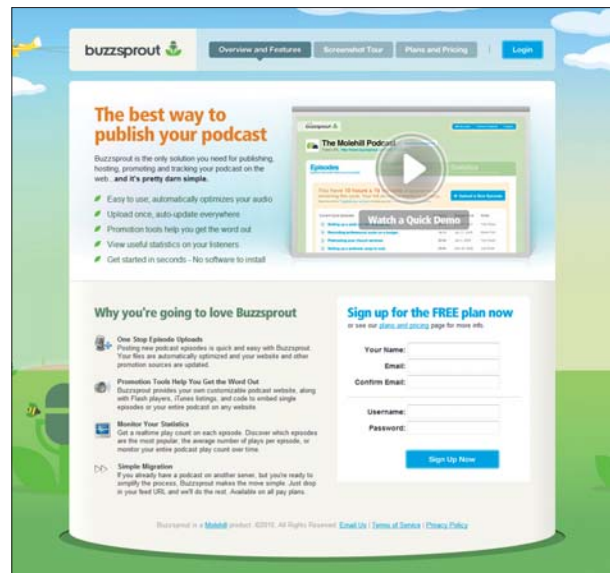 buzzsprout
Overview and Features
Screenshot Tour
Plans and Pricing
Login
The best way to
publish your podcast
Buzzsprout is the only solution you need for publishing,
hosting, promoting and tracking your podcast on the
web...and it's pretty darn simple.
Easy to use, automatically optimizes your audio
Upload once, auto-update everywhere
Promotion tools help you get the word out
View useful statistics on your listeners
Get started in seconds - No software to install
buzzsprout
The Molehill Podcast
Episodes
Statistics
Upload a New Episode
Watch a Quick Demo
Why you're going to love Buzzsprout
One Stop Episode Uploads
Posting new podcast episodes is quick and easy with Buzzsprout.
Your files are automatically optimized and your website and other
promotion sources are updated.
Promotion Tools Help You Get the Word Out
Buzzsprout provides your own customizable podcast website, along
with Flash players, iTunes listings, and code to embed single
episodes or your entire podcast on any website.
Monitor Your Statistics
Get a realtime play count on each episode. Discover which episodes
are the most popular, the average number of plays per episode, or
monitor your entire podcast play count over time.
Simple Migration
If you already have a podcast on another server, but you're ready to
simplify the process, Buzzsprout makes the move simple. Just drop
in your feed URL and we'll do the rest. Available on all pay plans.
Sign up for the FREE plan now
or see our plans and pricing page for more info.
Your Name:
Email:
Confirm Email:
Username:
Password:
Sign Up Now
Buzzsprout is a Molehill product. ©2010, All Rights Reserved. Email Us | Terms of Service | Privacy Policy